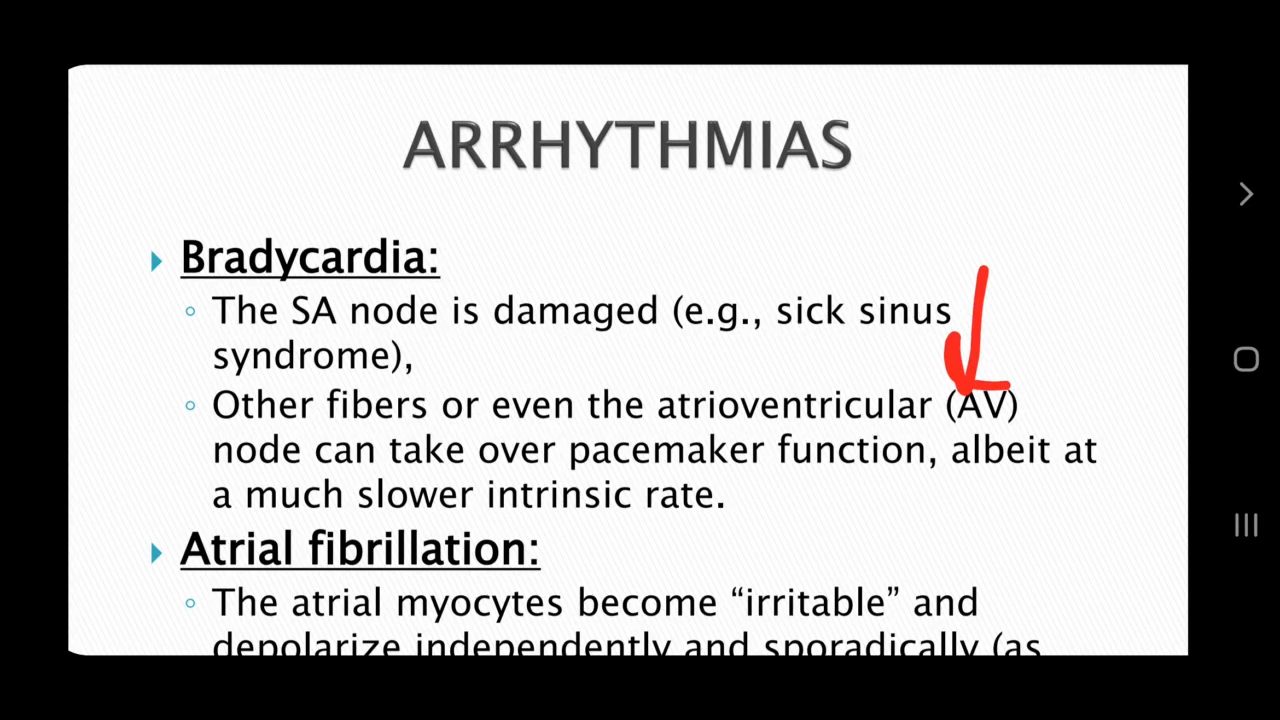 ARRHYTHMIAS
Bradycardia:
The SA node is damaged (e.g., sick sinus
syndrome),
Other fibers or even the atrioventricular (AV)
node can take over pacemaker function, albeit at
a much slower intrinsic rate.
Atrial fibrillation:
The atrial myocytes become “irritable” and
depolarize independently and sporadically (as